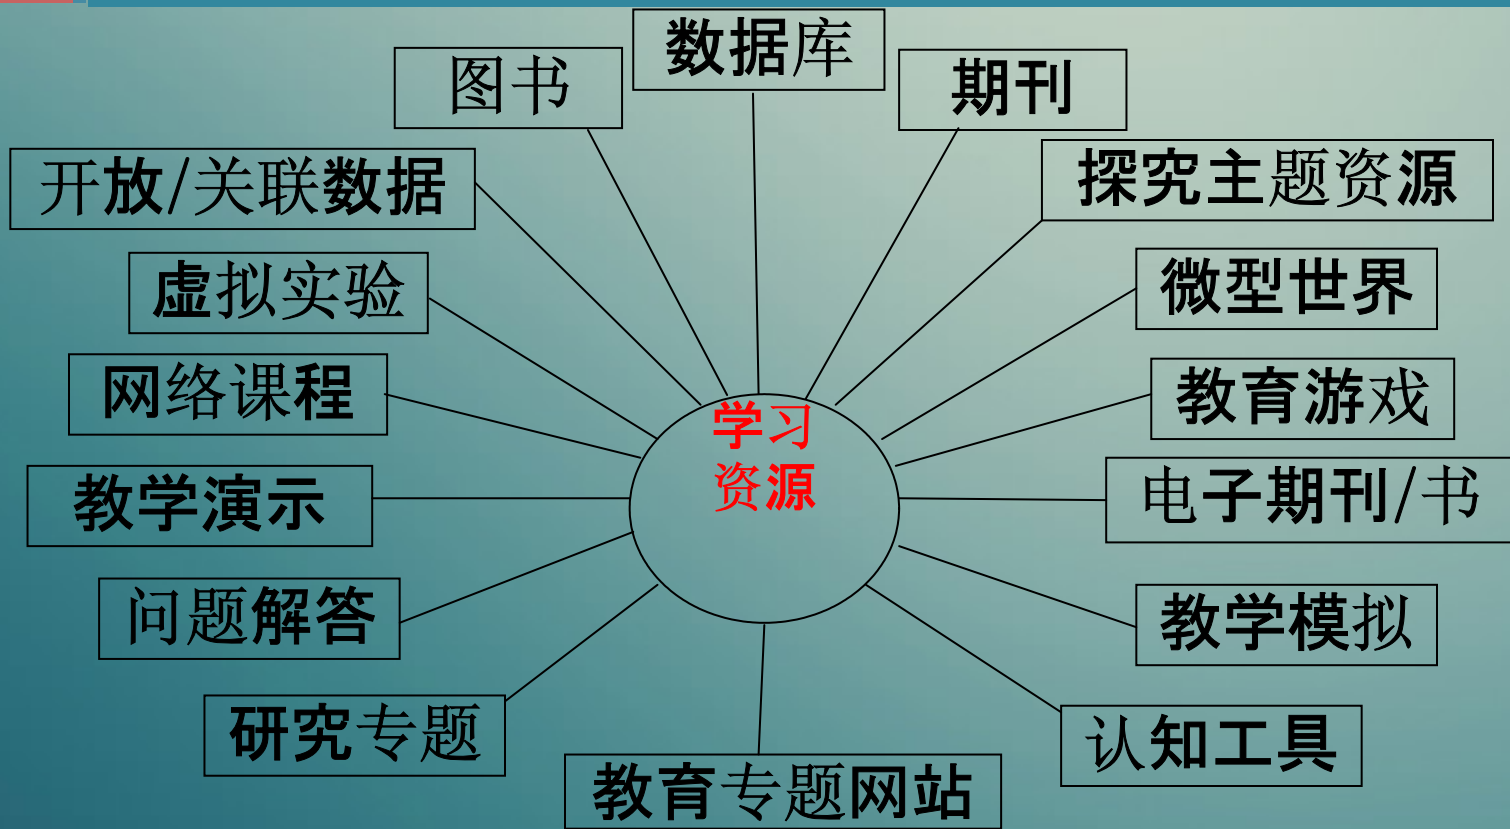 数据库
图书
期刊
探究主题资源
开放/关联数据
微型世界
虚拟实验
网络课程
教育游戏
学习
资源
电子期刊/书
教学演示
问题解答
教学模拟
研究专题
认知工具
教育专题网站